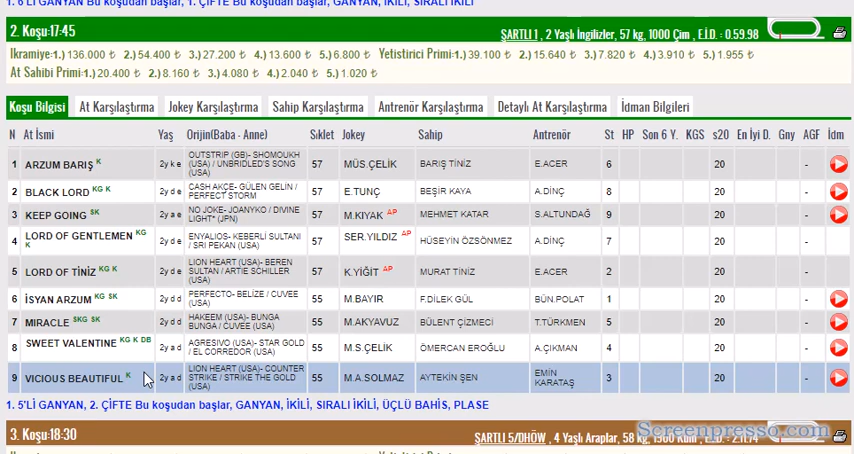 1. 6'LI GANYAN Bu koşudan başlar, 1. ÇİFTE Bu koşudan başlar, GANYAN, İKİLİ, SIRALI İKİLİ
2. Koşu:17:45 ŞARTLI 1 , 2 Yaşlı İngilizler, 57 kg, 1000 Çim , E.İ.D. : 0.59.98
Ikramiye:1.) 136.000 ₺ 2.) 54.400 ₺ 3.) 27.200 ₺ 4.) 13.600 ₺ 5.) 6.800 ₺ Yetistirici Primi:1.) 39.100 ₺ 2.) 15.640 ₺ 3.) 7.820 ₺ 4.) 3.910 ₺ 5.) 1.955 ₺
At Sahibi Primi:1.) 20.400 ₺ 2.) 8.160 ₺ 3.) 4.080 ₺ 4.) 2.040 ₺ 5.) 1.020 ₺
Koşu Bilgisi At Karşılaştırma Jokey Karşılaştırma Sahip Karşılaştırma Antrenör Karşılaştırma Detaylı At Karşılaştırma İdman Bilgileri
N At İsmi Yaş Orijin(Baba - Anne) Sıklet Jokey Sahip Antrenör St HP Son 6 Y. KGS s20 En İyi D. Gny AGF İdm
1 ARZUM BARIŞ K 2y k e OUTSTRIP (GB)- SHOMOUKH (USA) / UNBRIDLED'S SONG (USA) 57 MÜS.ÇELİK BARIŞ TİNİZ E.ACER 6 20 -
2 BLACK LORD KG K 2y d e CASH AKÇE- GÜLEN GELİN / PERFECT STORM 57 E.TUNÇ BEŞİR KAYA A.DİNÇ 8 20 -
3 KEEP GOING SK 2y a e NO JOKE- JOANYKO / DIVINE LIGHT* (JPN) 57 M.KIYAK AP MEHMET KATAR S.ALTUNDAĞ 9 20 -
4 LORD OF GENTLEMEN KG K 2y d e ENYALIOS- KEBERLİ SULTANI / SRI PEKAN (USA) 57 SER.YILDIZ AP HÜSEYİN ÖZSÖNMEZ A.DİNÇ 7 20 -
5 LORD OF TİNİZ KG K 2y d e LION HEART (USA)- BEREN SULTAN / ARTIE SCHILLER (USA) 57 K.YİĞİT AP MURAT TİNİZ E.ACER 2 20 -
6 İSYAN ARZUM KG SK 2y d d PERFECTO- BELİZE / CUVEE (USA) 55 M.BAYIR F.DİLEK GÜL BÜN.POLAT 1 20 -
7 MIRACLE SKG SK 2y d d HAKEEM (USA)- BUNGA BUNGA / CUVEE (USA) 55 M.AKYAVUZ BÜLENT ÇİZMECİ T.TÜRKMEN 5 20 -
8 SWEET VALENTINE KG K DB 2y a d AGRESIVO (USA)- STAR GOLD / EL CORREDOR (USA) 55 M.S.ÇELİK ÖMERCAN EROĞLU A.ÇIKMAN 4 20 -
9 VICIOUS BEAUTIFUL K 2y a d LION HEART (USA)- COUNTER STRIKE / STRIKE THE GOLD (USA) 55 M.A.SOLMAZ AYTEKİN ŞEN EMİN KARATAŞ 3 20 -
1. 5'Lİ GANYAN, 2. ÇİFTE Bu koşudan başlar, GANYAN, İKİLİ, SIRALI İKİLİ, ÜÇLÜ BAHİS, PLASE
3. Koşu:18:30 ŞARTLI 5/DHÖW , 4 Yaşlı Araplar, 58 kg,
Screenpresso.com